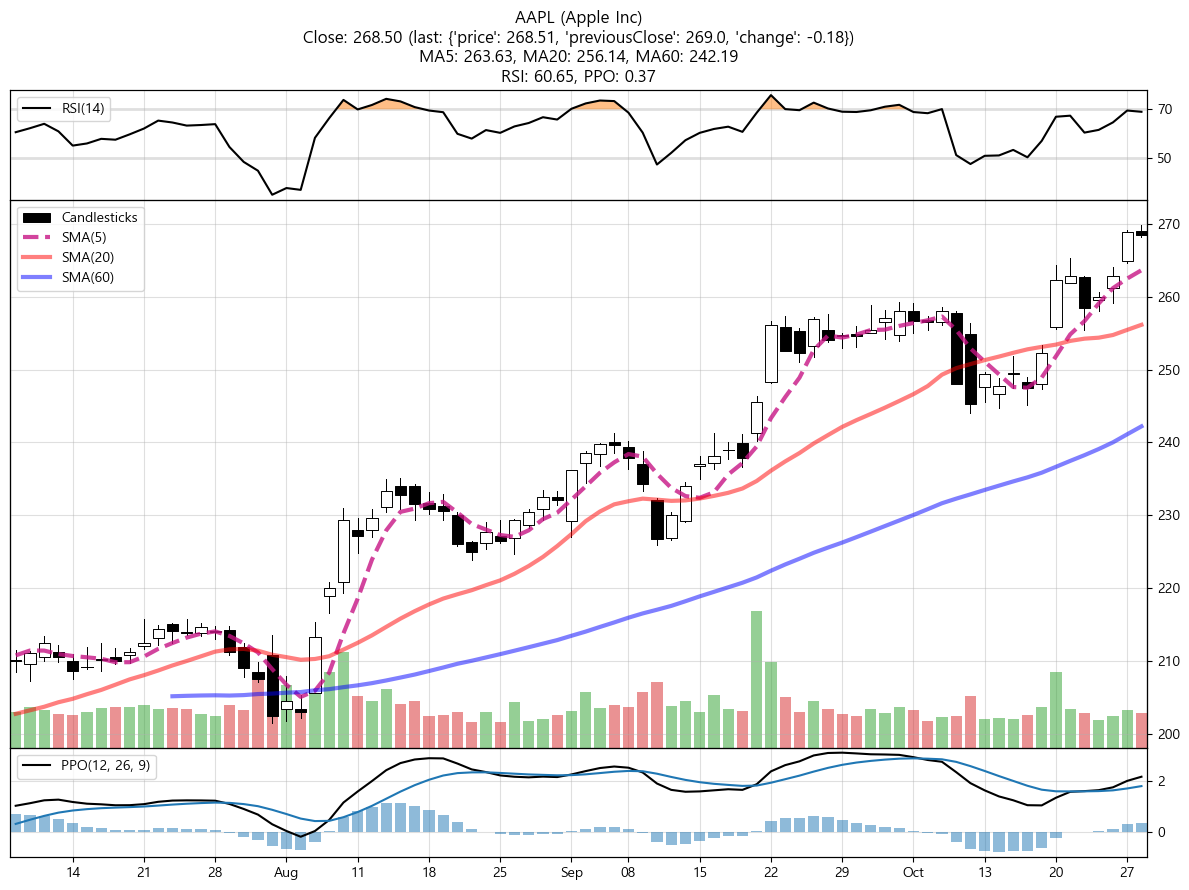 AAPL (Apple Inc)
Close: 268.50 (last: {'price': 268.51, 'previousClose': 269.0, 'change': -0.18})
MA5: 263.63, MA20: 256.14, MA60: 242.19
RSI: 60.65, PPO: 0.37
RSI(14)
70
50
Candlesticks
SMA(5)
SMA(20)
SMA(60)
270
260
250
240
230
220
210
200
PPO(12, 26, 9)
2
0
14 21 28 Aug 11 18 25 Sep 08 15 22 29 Oct 13 20 27